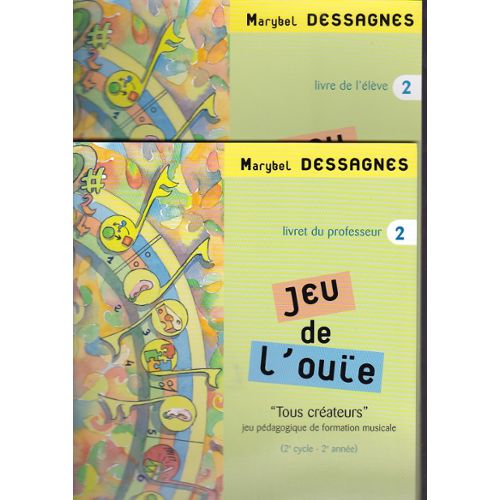 Marybel DESSAGNES
livre de l'élève 2
Marybel DESSAGNES
livret du professeur 2
JEU
de
l'ouïe
"Tous créateurs"
jeu pédagogique de formation musicale
(2e cycle - 2e année)